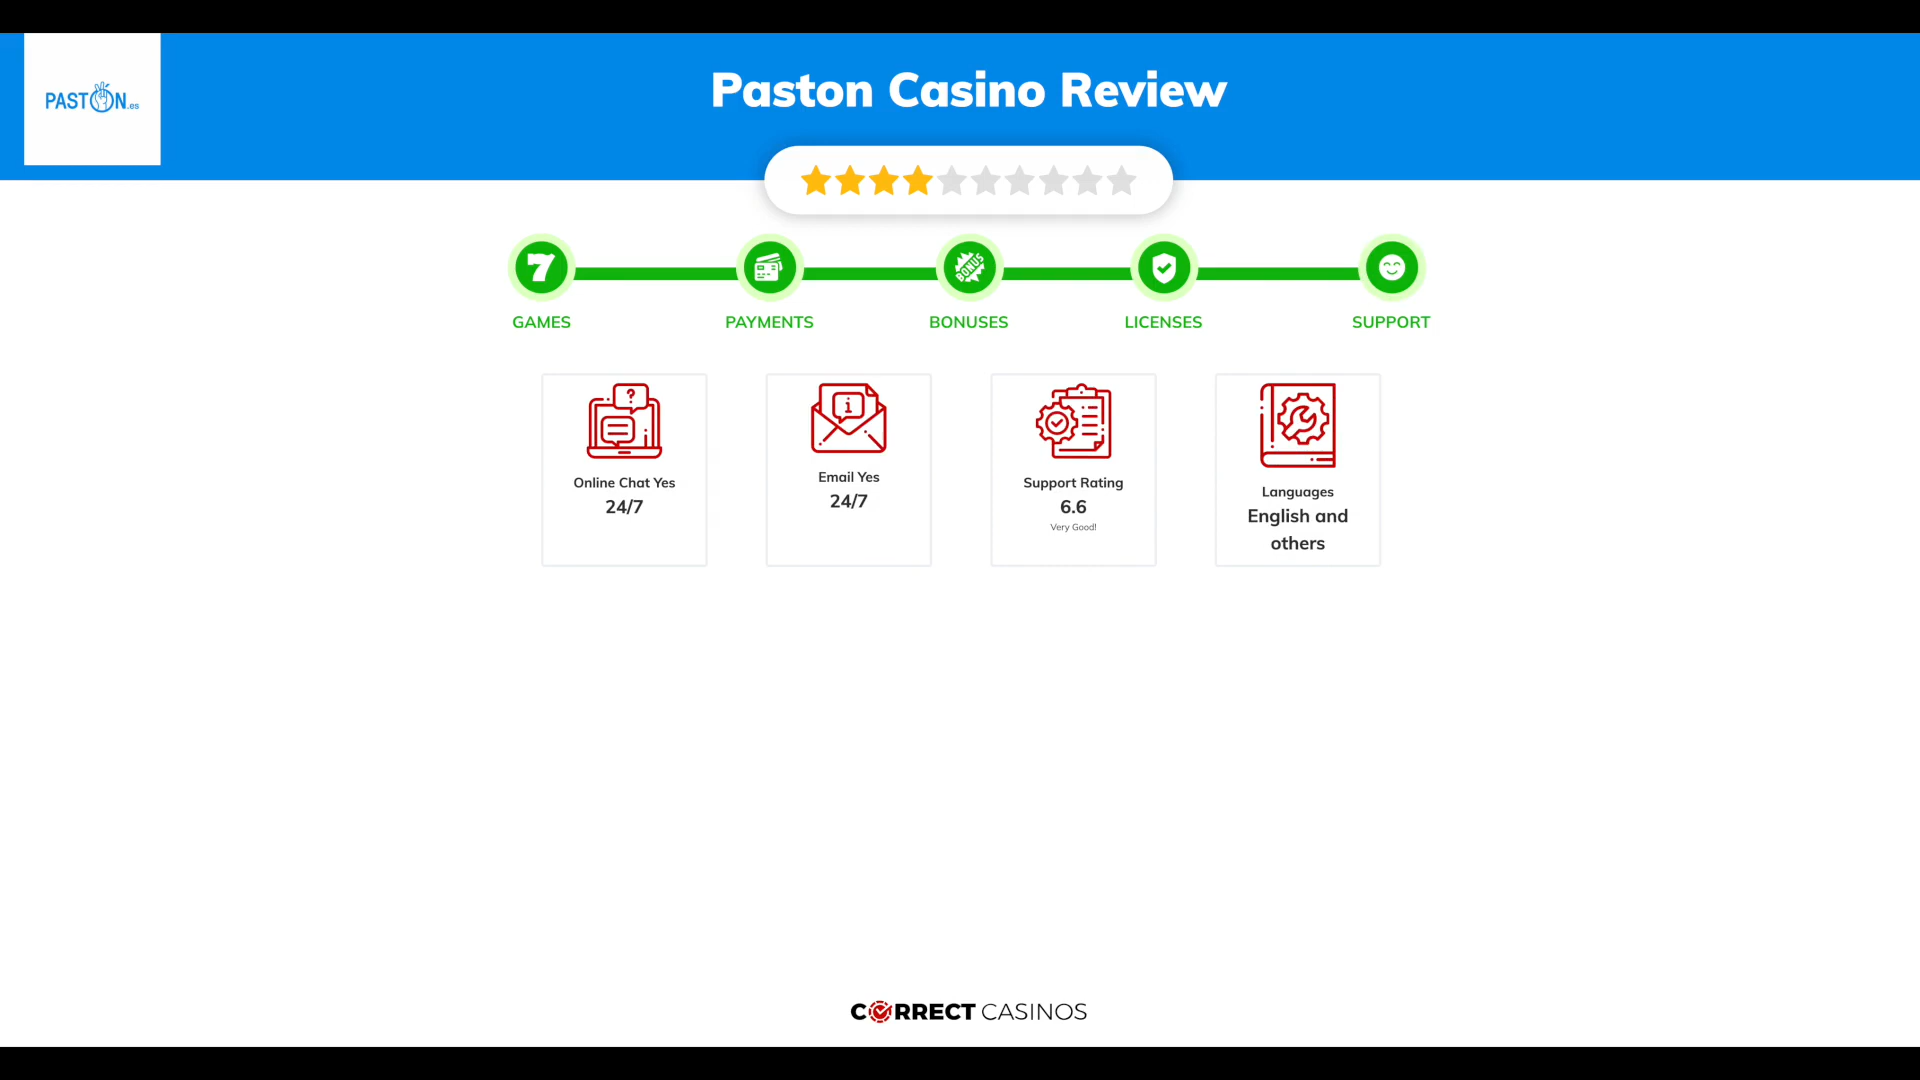 PASTON.es
Paston Casino Review
GAMES
PAYMENTS
BONUS
BONUSES
LICENSES
SUPPORT
Online Chat Yes
24/7
Email Yes
24/7
Support Rating
6.6
Very Good!
Languages
English and
others
CORRECT CASINOS